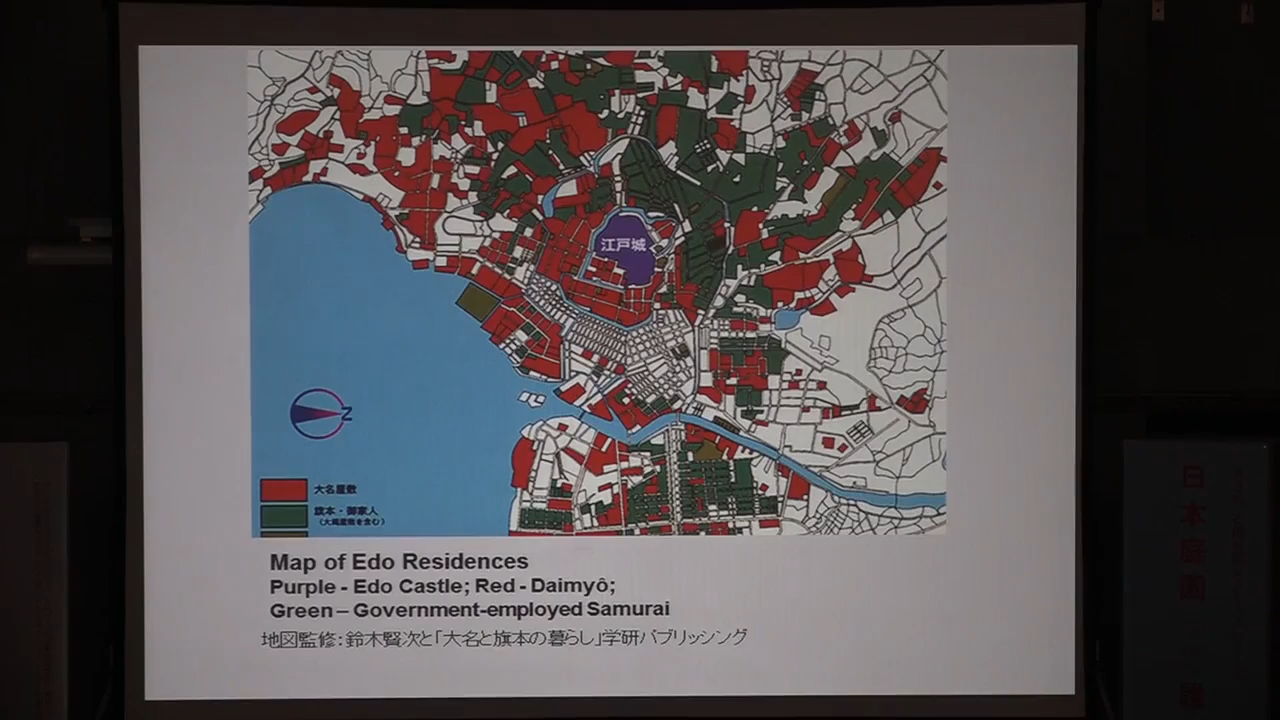 江戸城
Z
大名屋敷
旗本・御家人
(大縄屋敷を含む)
Map of Edo Residences
Purple - Edo Castle; Red - Daimyô;
Green – Government-employed Samurai
地図監修：鈴木賢次と「大名と旗本の暮らし」学研パブリッシング
日本庭園